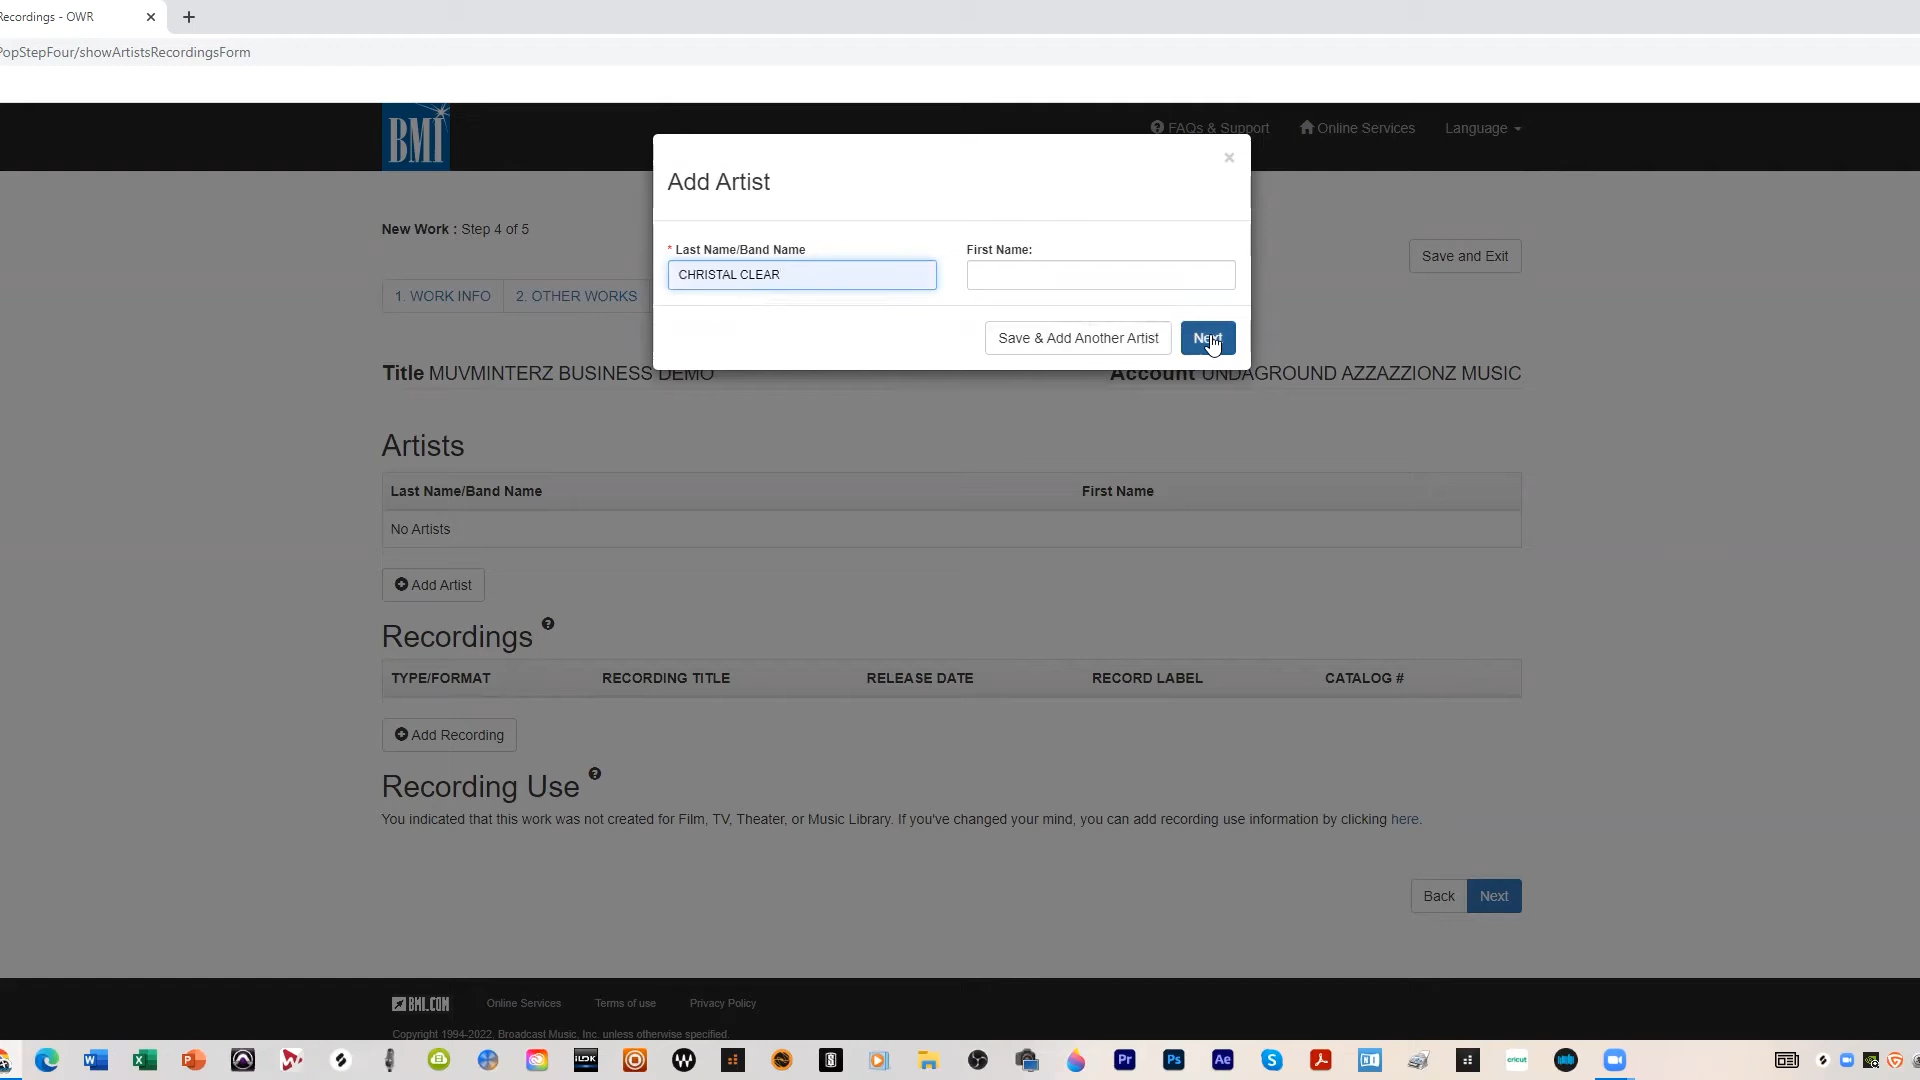 Recordings - OWR
PopStepFour/showArtistsRecordingsForm
BMI
FAQs & Support
Online Services
Language
Add Artist
* Last Name/Band Name
First Name:
CHRISTAL CLEAR
Save & Add Another Artist
Next
New Work : Step 4 of 5
Save and Exit
1. WORK INFO
2. OTHER WORKS
Title MUVMINTERZ BUSINESS DEMO
Account UNDAGROUND AZZAZZIONZ MUSIC
Artists
Last Name/Band Name
First Name
No Artists
Add Artist
Recordings
TYPE/FORMAT
RECORDING TITLE
RELEASE DATE
RECORD LABEL
CATALOG #
Add Recording
Recording Use
You indicated that this work was not created for Film, TV, Theater, or Music Library. If you've changed your mind, you can add recording use information by clicking here.
Back
Next
BMI.COM
Online Services
Terms of use
Privacy Policy
Copyright 1994-2022, Broadcast Music, Inc. unless otherwise specified.
Pr
Ps
Ae
cricut